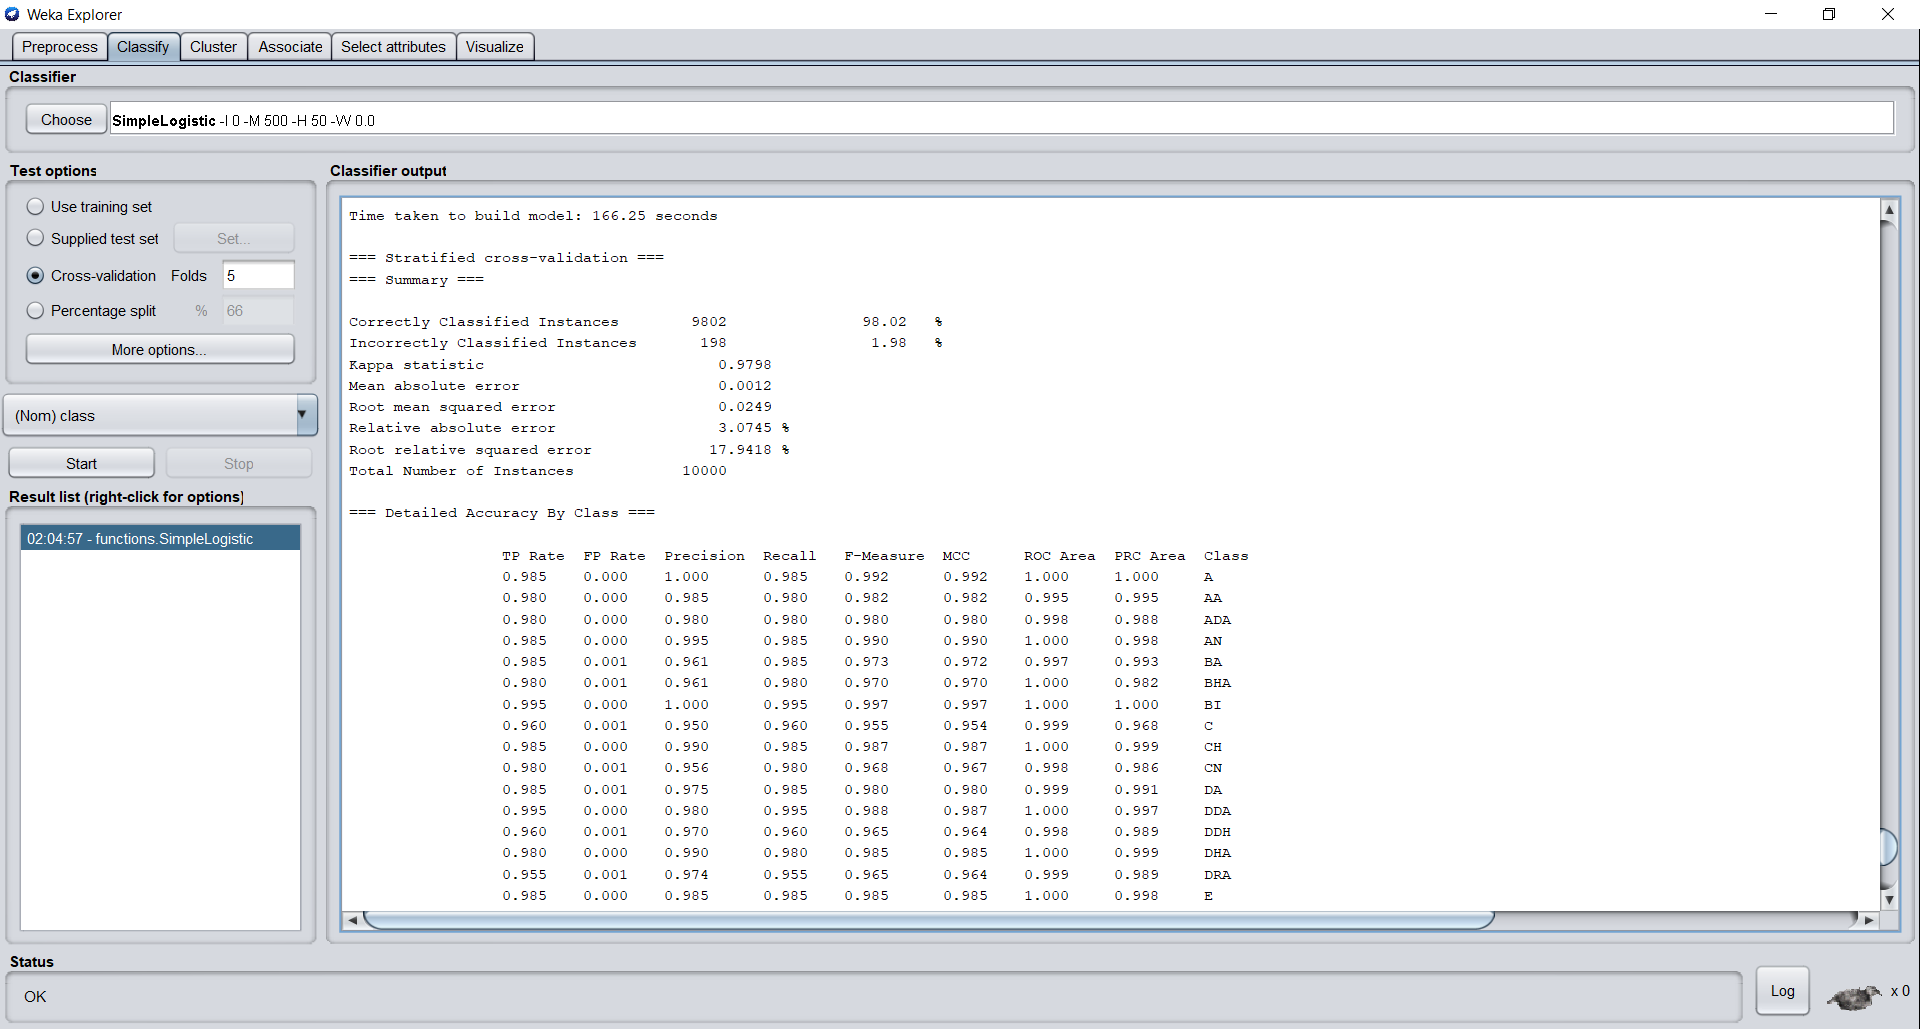 Weka Explorer
Preprocess Classify Cluster Associate Select attributes Visualize
Classifier
Choose SimpleLogistic -I 0 -M 500 -H 50 -W 0.0
Test options
Use training set
Supplied test set Set...
Cross-validation Folds 5
Percentage split % 66
More options...
(Nom) class
Start Stop
Result list (right-click for options)
02:04:57 - functions.SimpleLogistic
Classifier output
Time taken to build model: 166.25 seconds
=== Stratified cross-validation ===
=== Summary ===
Correctly Classified Instances 9802 98.02 %
Incorrectly Classified Instances 198 1.98 %
Kappa statistic 0.9798
Mean absolute error 0.0012
Root mean squared error 0.0249
Relative absolute error 3.0745 %
Root relative squared error 17.9418 %
Total Number of Instances 10000
=== Detailed Accuracy By Class ===
TP Rate FP Rate Precision Recall F-Measure MCC ROC Area PRC Area Class
0.985 0.000 1.000 0.985 0.992 0.992 1.000 1.000 A
0.980 0.000 0.985 0.980 0.982 0.982 0.995 0.995 AA
0.980 0.000 0.980 0.980 0.980 0.980 0.998 0.988 ADA
0.985 0.000 0.995 0.985 0.990 0.990 1.000 0.998 AN
0.985 0.001 0.961 0.985 0.973 0.972 0.997 0.993 BA
0.980 0.001 0.961 0.980 0.970 0.970 1.000 0.982 BHA
0.995 0.000 1.000 0.995 0.997 0.997 1.000 1.000 BI
0.960 0.001 0.950 0.960 0.955 0.954 0.999 0.968 C
0.985 0.000 0.990 0.985 0.987 0.987 1.000 0.999 CH
0.980 0.001 0.956 0.980 0.968 0.967 0.998 0.986 CN
0.985 0.001 0.975 0.985 0.980 0.980 0.999 0.991 DA
0.995 0.000 0.980 0.995 0.988 0.987 1.000 0.997 DDA
0.960 0.001 0.970 0.960 0.965 0.964 0.998 0.989 DDH
0.980 0.000 0.990 0.980 0.985 0.985 1.000 0.999 DHA
0.955 0.001 0.974 0.955 0.965 0.964 0.999 0.989 DRA
0.985 0.000 0.985 0.985 0.985 0.985 1.000 0.998 E
Status
OK
Log x 0